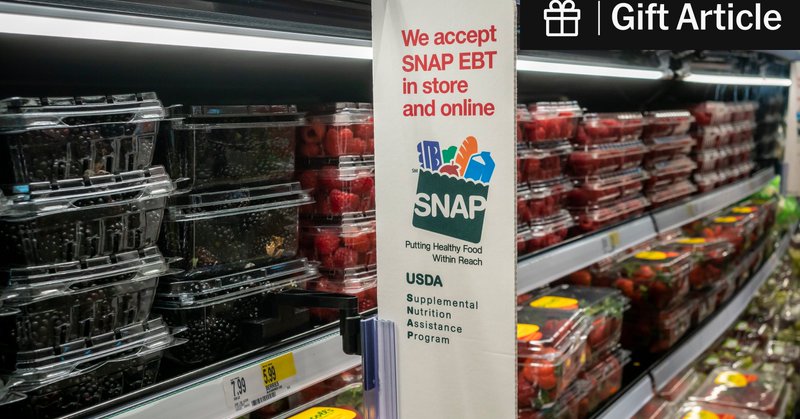 Gift Article
We accept
SNAP EBT
in store
and online
SNAP
Putting Healthy Food
Within Reach
USDA
Supplemental
Nutrition
Assistance
Program
7.99
5.99